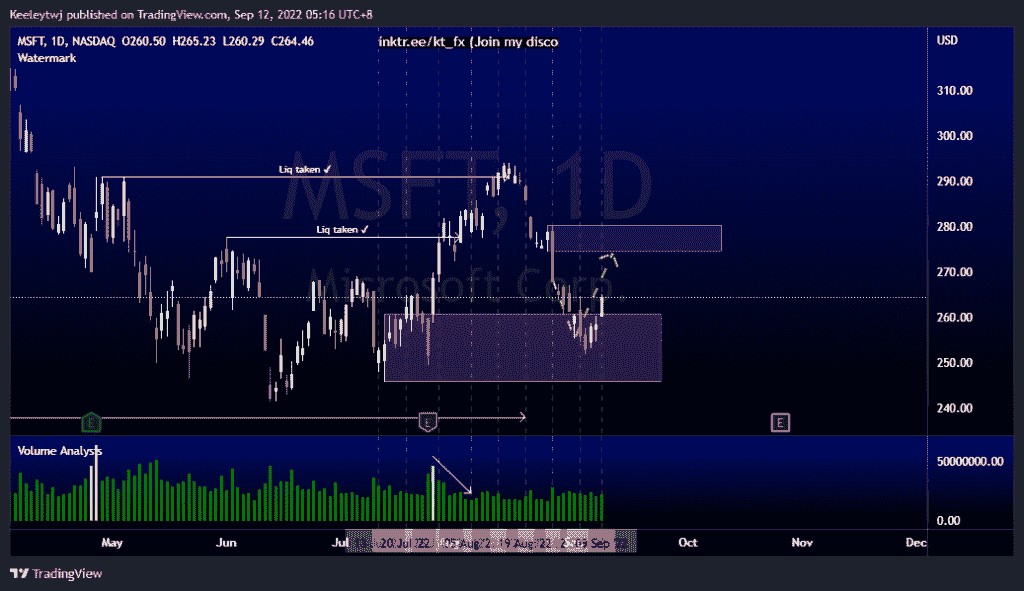 Keeleytwj published on TradingView.com, Sep 12, 2022 05:16 UTC+8
MSFT, 1D, NASDAQ O260.50 H265.23 L260.29 C264.46
inktr.ee/kt_fx (Join my disco
USD
Watermark
310.00
300.00
Liq taken ✓
290.00
MSFT, 1D
Liq taken ✓
280.00
270.00
Microsoft Corp.
260.00
250.00
240.00
E
E
E
Volume Analysis
50000000.00
0.00
May
Jun
Jul
20 Jul '22
Aug '22
19 Aug '22
Sep
Oct
Nov
Dec
TradingView